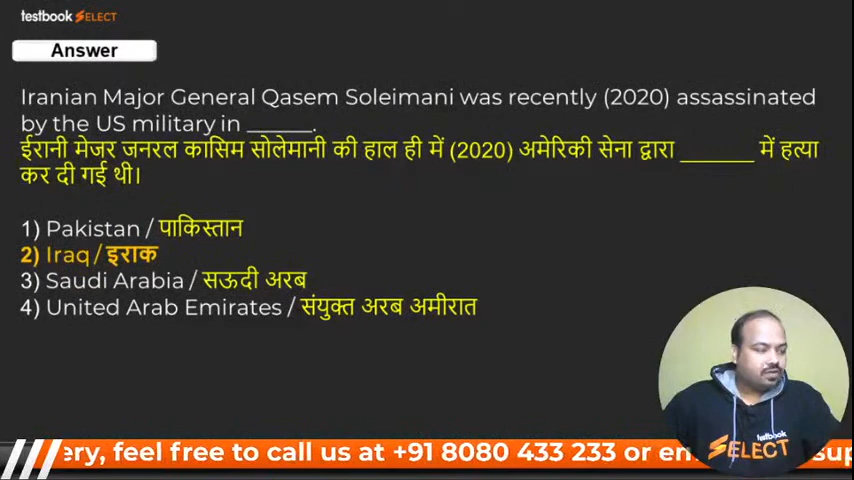 testbook SELECT
Answer
Iranian Major General Qasem Soleimani was recently (2020) assassinated
by the US military in ______.
ईरानी मेजर जनरल कासिम सोलेमानी की हाल ही में (2020) अमेरिकी सेना द्वारा _______ में हत्या
कर दी गई थी।
1) Pakistan / पाकिस्तान
2) Iraq / इराक
3) Saudi Arabia / सऊदी अरब
4) United Arab Emirates / संयुक्त अरब अमीरात
testbook
SELECT
feel free to call us at +91 8080 433 233 or